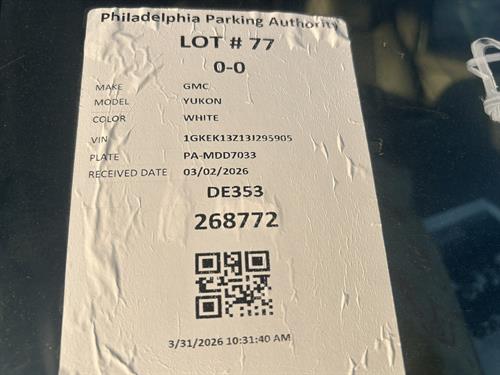 Philadelphia Parking Authority
LOT # 77
0-0
MAKE GMC
MODEL YUKON
COLOR WHITE
VIN 1GKEK13Z13J295905
PLATE PA-MDD7033
RECEIVED DATE 03/02/2026
DE353
268772
3/31/2026 10:31:40 AM